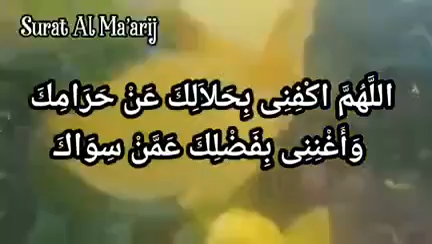 Surat Al Ma'arij
اللَّهُمَّ اكْفِنِى بِحَلاَلِكَ عَنْ حَرَامِكَ
وَأَغْنِنِى بِفَضْلِكَ عَمَّنْ سِوَاكَ